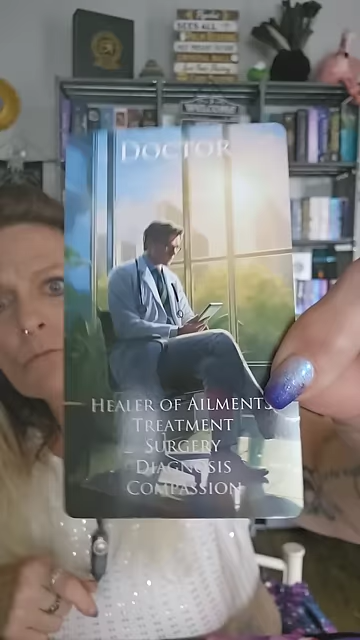 DOCTOR
HEALER OF AILMENTS
TREATMENT
SURGERY
DIAGNOSIS
COMPASSION